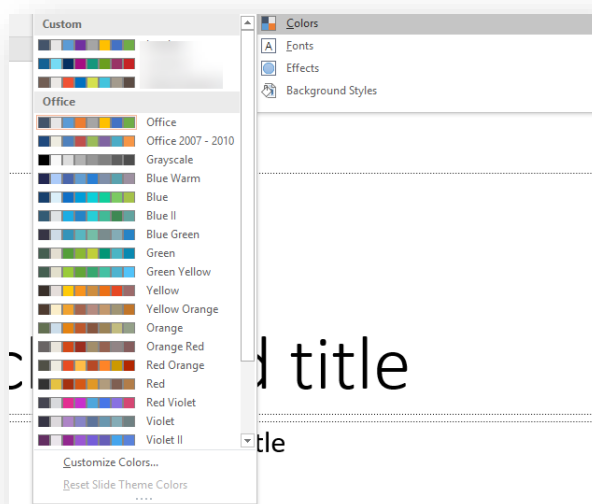 Custom
Office
Office
Office 2007 - 2010
Grayscale
Blue Warm
Blue
Blue II
Blue Green
Green
Green Yellow
Yellow
Yellow Orange
Orange
Orange Red
Red Orange
Red
Red Violet
Violet
Violet II
Customize Colors...
Reset Slide Theme Colors
Colors
Fonts
Effects
Background Styles
title